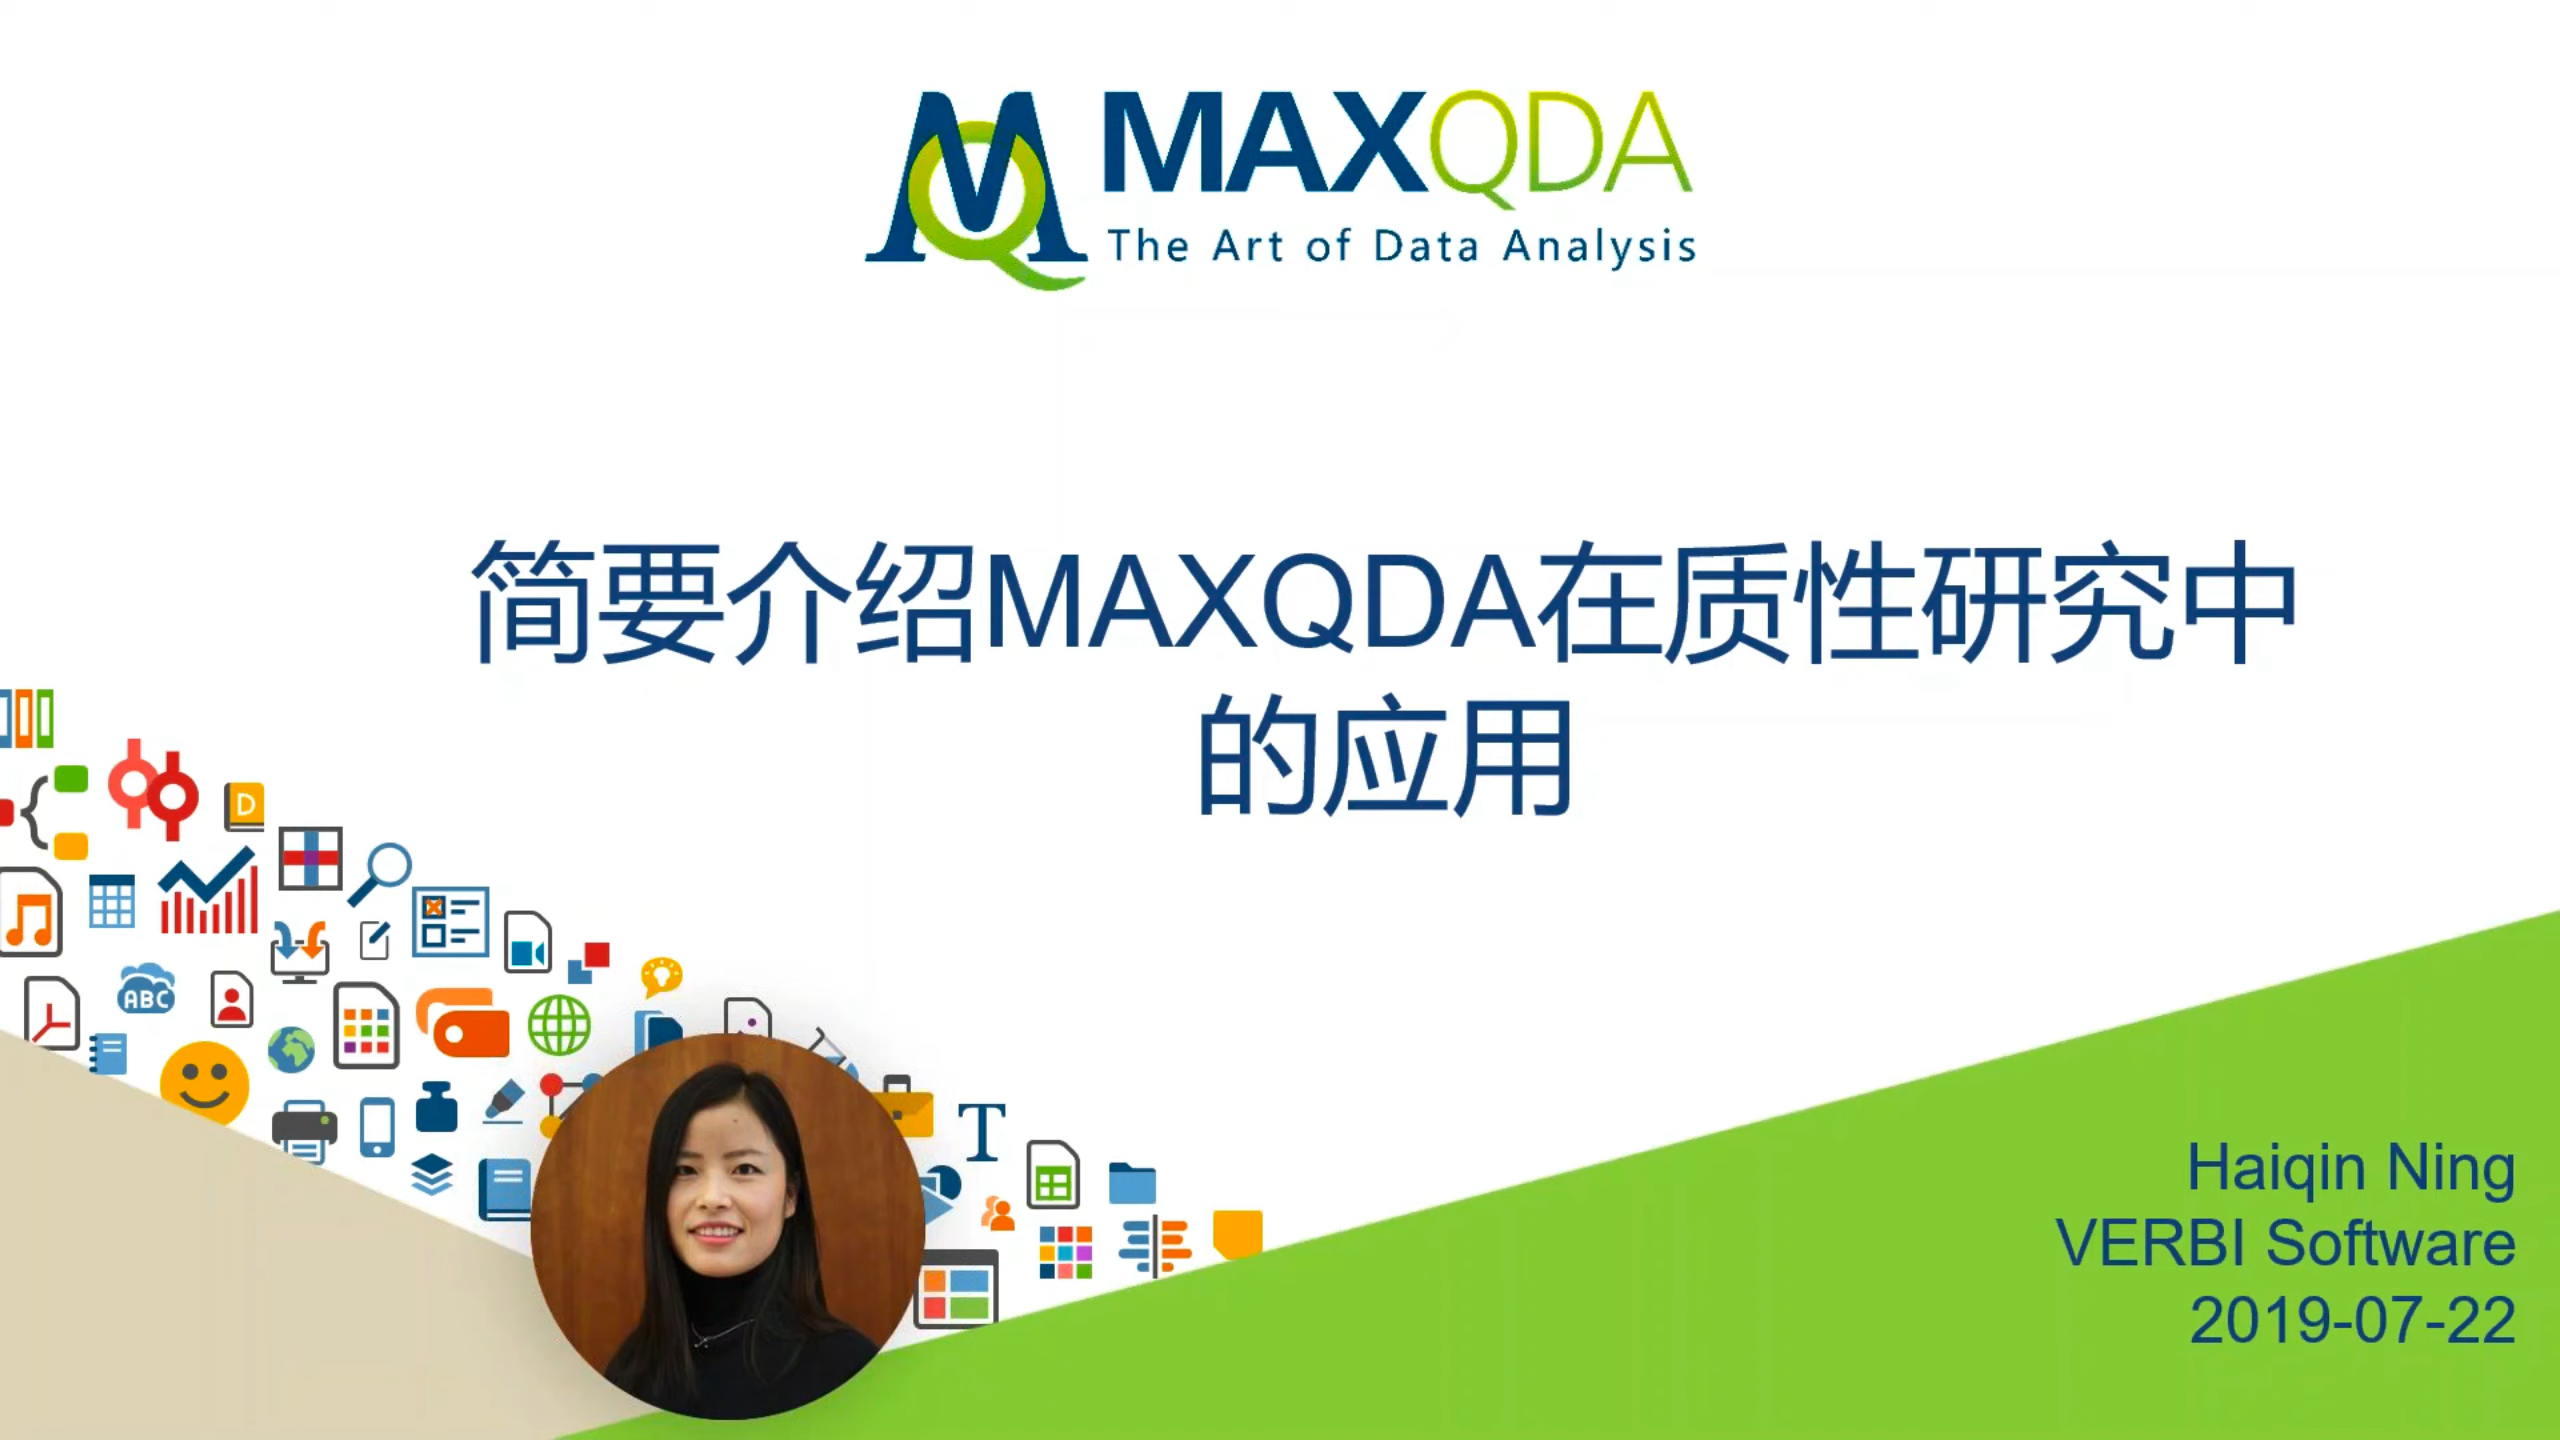 MAXQDA
The Art of Data Analysis
简要介绍MAXQDA在质性研究中
的应用
D
ABC
T
Haiqin Ning
VERBI Software
2019-07-22